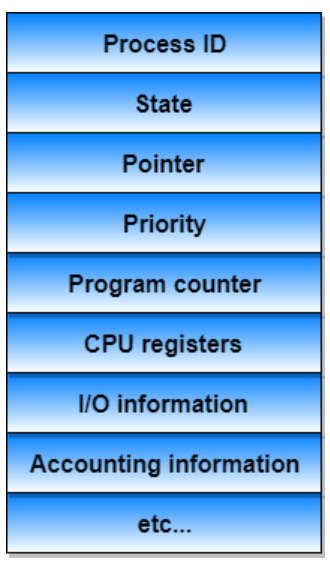 Process ID
State
Pointer
Priority
Program counter
CPU registers
I/O information
Accounting information
etc...